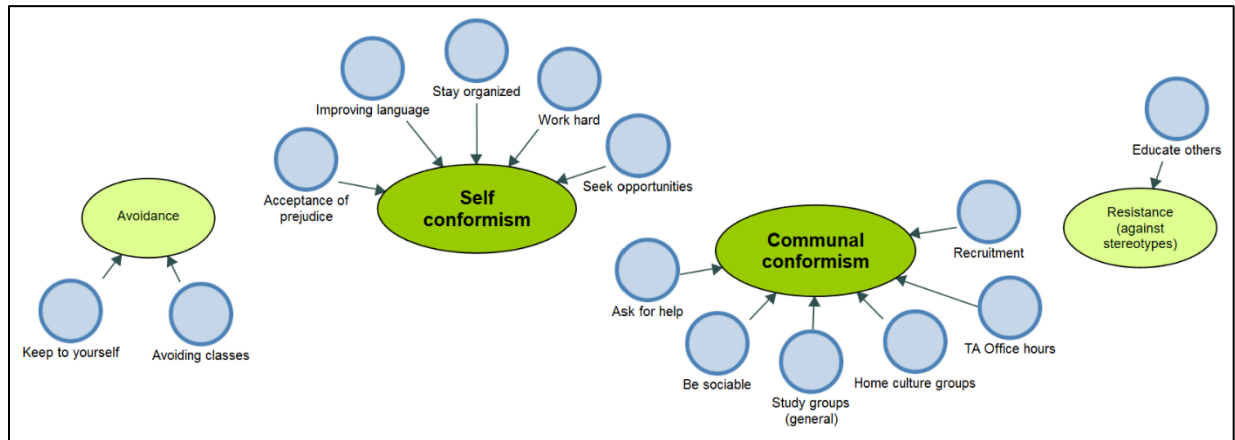 Avoidance
Keep to yourself
Avoiding classes
Acceptance of
prejudice
Improving language
Stay organized
Work hard
Seek opportunities
Self
conformism
Communal
conformism
Ask for help
Be sociable
Study groups
(general)
Home culture groups
TA Office hours
Recruitment
Educate others
Resistance
(against
stereotypes)